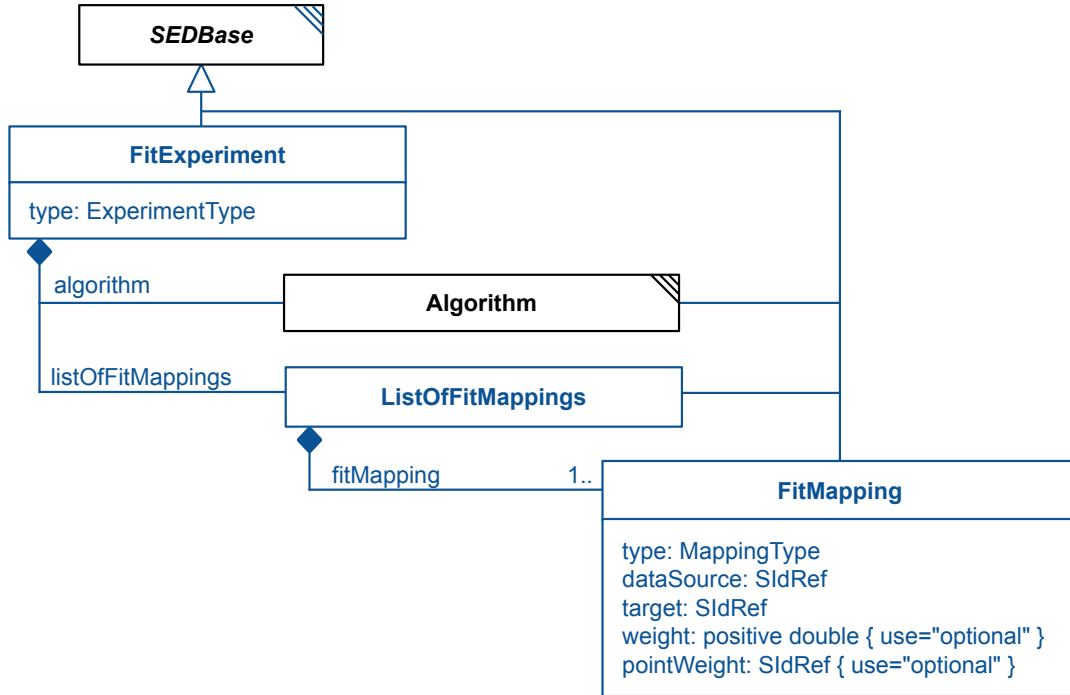 SEDBase
FitExperiment
type: ExperimentType
algorithm
Algorithm
listOfFitMappings
ListOfFitMappings
fitMapping
1..
FitMapping
type: MappingType
dataSource: SIdRef
target: SIdRef
weight: positive double { use="optional" }
pointWeight: SIdRef { use="optional" }